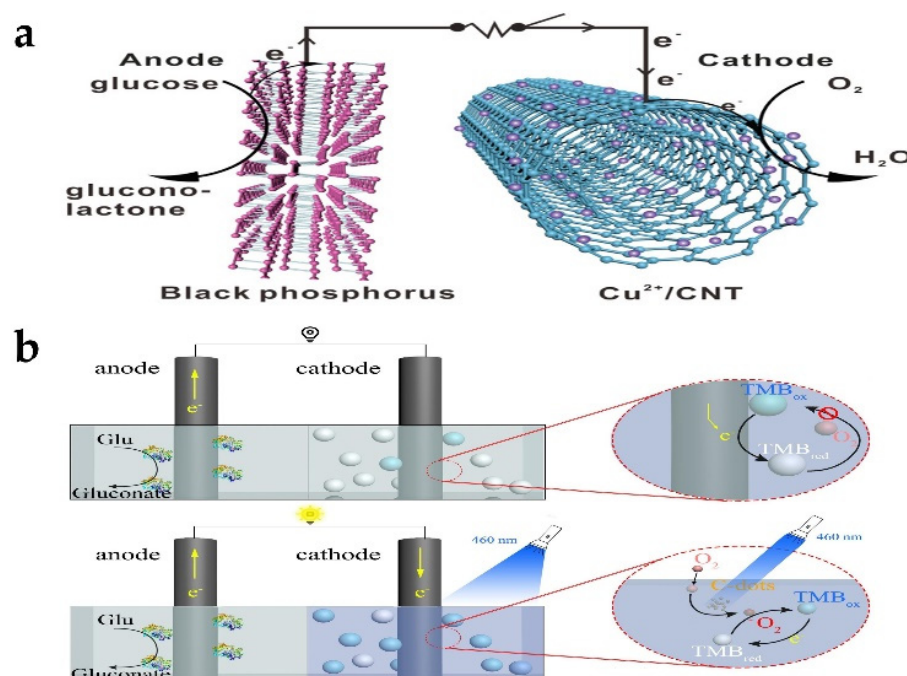 a
Anode
glucose
glucono-
lactone
e⁻
e⁻
e⁻
e⁻
Cathode
O₂
H₂O
Black phosphorus
Cu²⁺/CNT
b
anode
cathode
e⁻
Glu
Gluconate
TMBox
O₂
e
TMBred
anode
cathode
460 nm
e⁻
e⁻
Glu
Gluconate
460 nm
O₂
C-dots
TMBox
O₂
e
TMBred